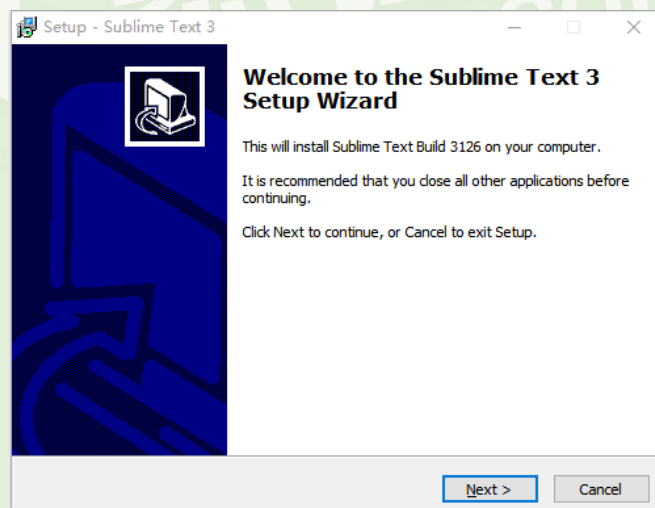 Setup - Sublime Text 3
Welcome to the Sublime Text 3
Setup Wizard
This will install Sublime Text Build 3126 on your computer.
It is recommended that you close all other applications before
continuing.
Click Next to continue, or Cancel to exit Setup.
Next >
Cancel